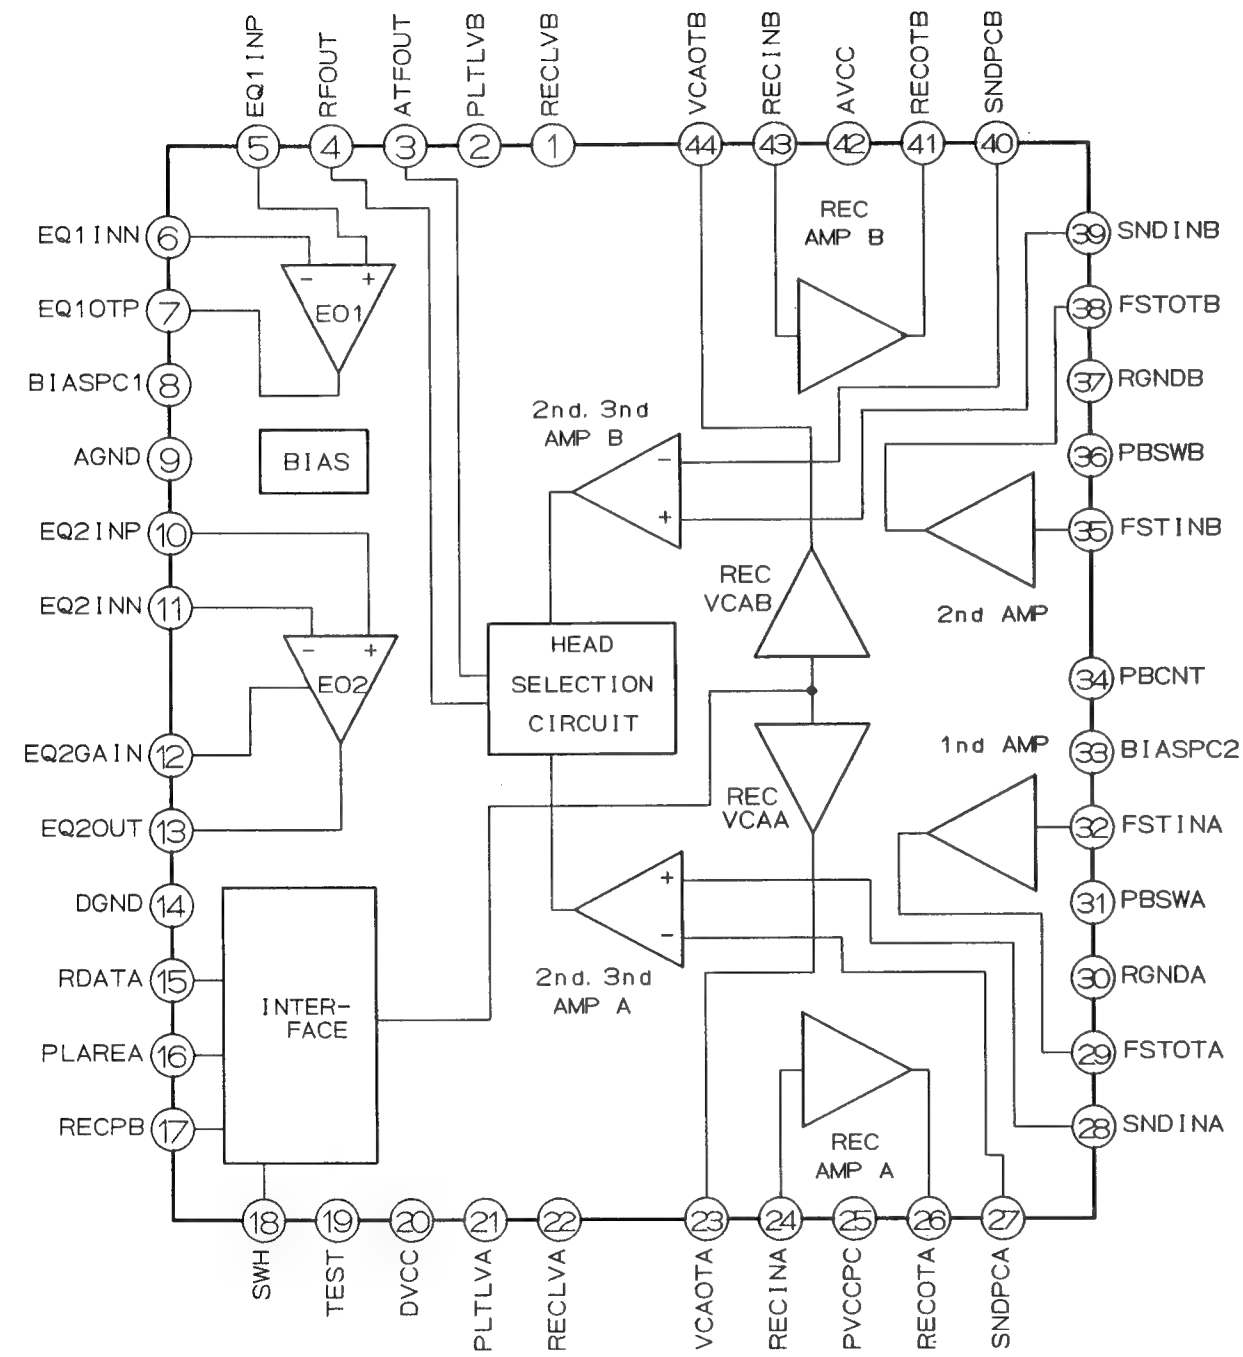 EQ1INP
RFOUT
ATFOUT
PLTLVB
RECLVB
VCAOTB
RECINB
AVCC
RECOTB
SNDPCB
5
4
3
2
1
44
43
42
41
40
EQ1INN
6
EQ1OTP
7
BIASPC1
8
AGND
9
EQ2INP
10
EQ2INN
11
EQ2GAIN
12
EQ2OUT
13
DGND
14
RDATA
15
PLAREA
16
RECPB
17
- +
EO1
BIAS
- +
EO2
INTER-
FACE
REC
AMP B
2nd. 3nd
AMP B
-
+
REC
VCAB
HEAD
SELECTION
CIRCUIT
REC
VCAA
+
-
2nd. 3nd
AMP A
REC
AMP A
2nd AMP
1nd AMP
39
SNDINB
38
FSTOTB
37
RGNDB
36
PBSWB
35
FSTINB
34
PBCNT
33
BIASPC2
32
FSTINA
31
PBSWA
30
RGNDA
29
FSTOTA
28
SNDINA
18
19
20
21
22
23
24
25
26
27
SWH
TEST
DVCC
PLTLVA
RECLVA
VCAOTA
RECINA
PVCCPC
RECOTA
SNDPCA